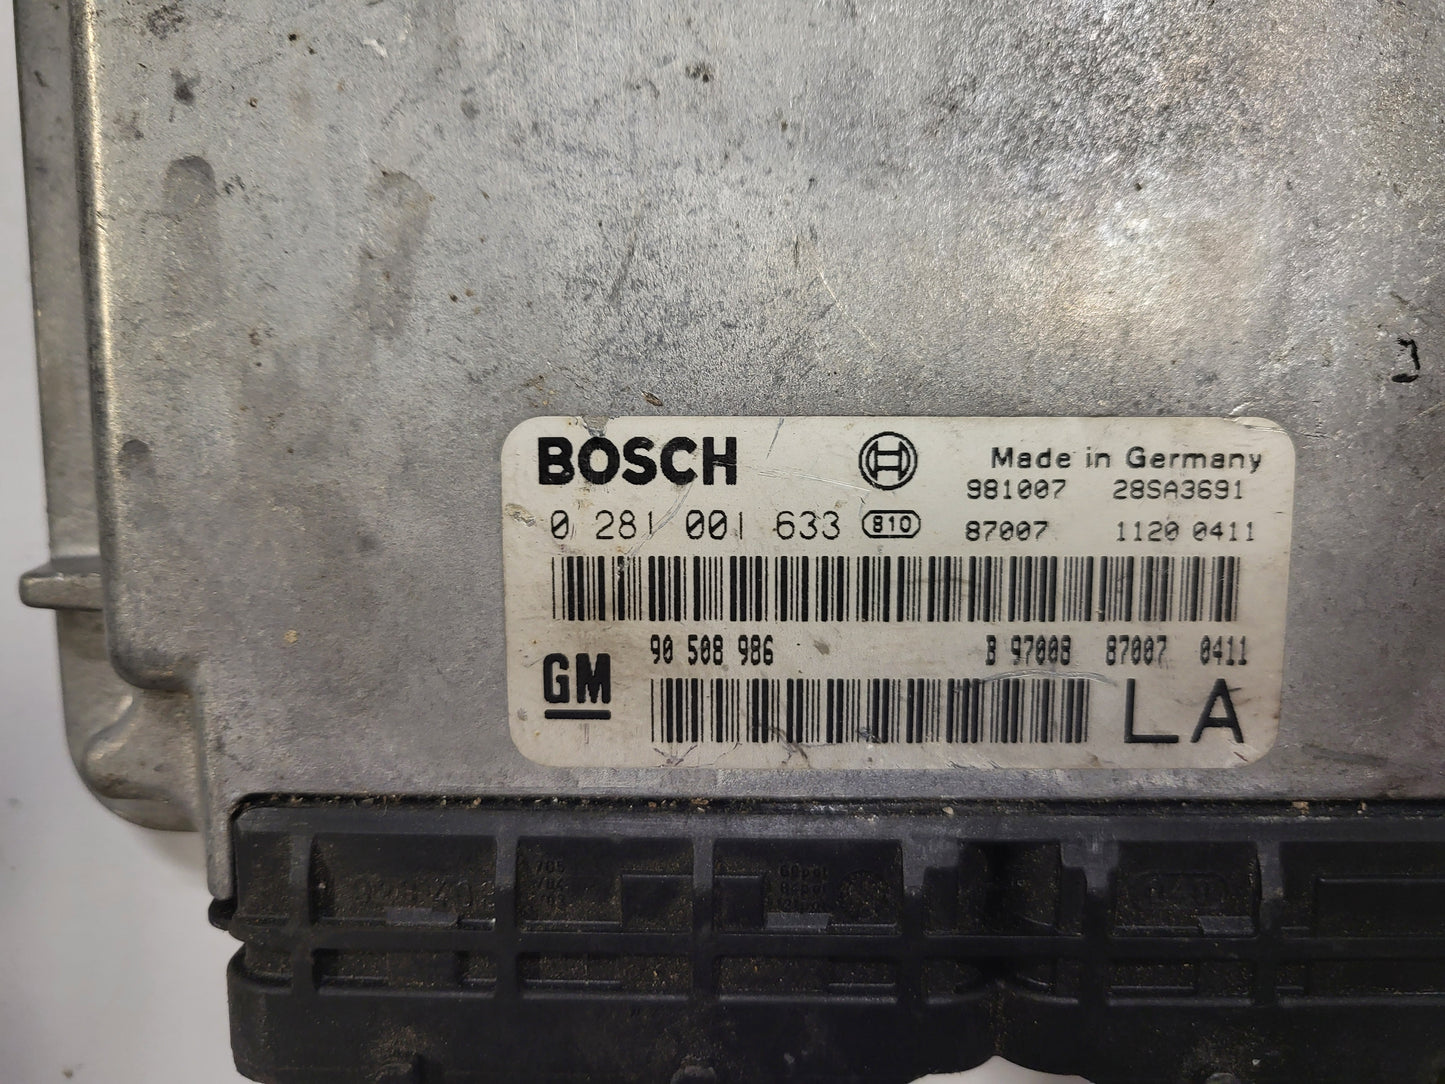 BOSCH
Made in Germany
981007 28SA3691
0 281 001 633 810
87007 1120 0411
90 508 986 B 97008 87007 0411
GM
LA